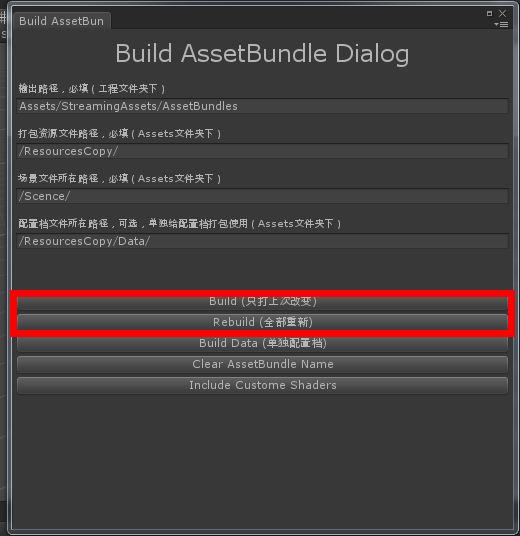 Build AssetBun
Build AssetBundle Dialog
输出路径，必填（工程文件夹下）
Assets/StreamingAssets/AssetBundles
打包资源文件路径，必填（Assets文件夹下）
/ResourcesCopy/
场景文件所在路径，必填（Assets文件夹下）
/Scence/
配置档文件所在路径，可选，单独给配置档打包使用（Assets文件夹下）
/ResourcesCopy/Data/
Build (只打上次改变)
Rebuild (全部重新)
Build Data (单独配置档)
Clear AssetBundle Name
Include Custome Shaders